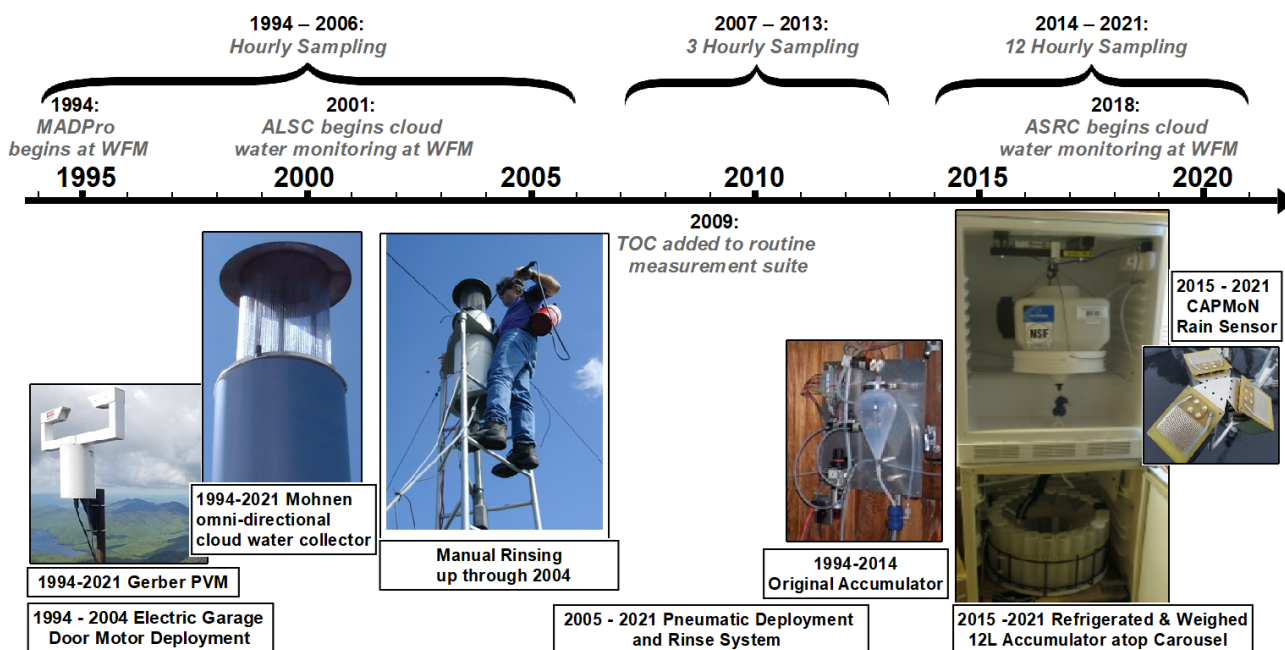 1994 – 2006:
Hourly Sampling
2007 – 2013:
3 Hourly Sampling
2014 – 2021:
12 Hourly Sampling
1994:
MADPro
begins at WFM
2001:
ALSC begins cloud
water monitoring at WFM
2018:
ASRC begins cloud
water monitoring at WFM
1995
2000
2005
2010
2015
2020
2009:
TOC added to routine
measurement suite
NSF
2015 - 2021
CAPMoN
Rain Sensor
1994-2021 Gerber PVM
1994 - 2004 Electric Garage
Door Motor Deployment
1994-2021 Mohnen
omni-directional
cloud water collector
Manual Rinsing
up through 2004
2005 - 2021 Pneumatic Deployment
and Rinse System
1994-2014
Original Accumulator
2015 -2021 Refrigerated & Weighed
12L Accumulator atop Carousel